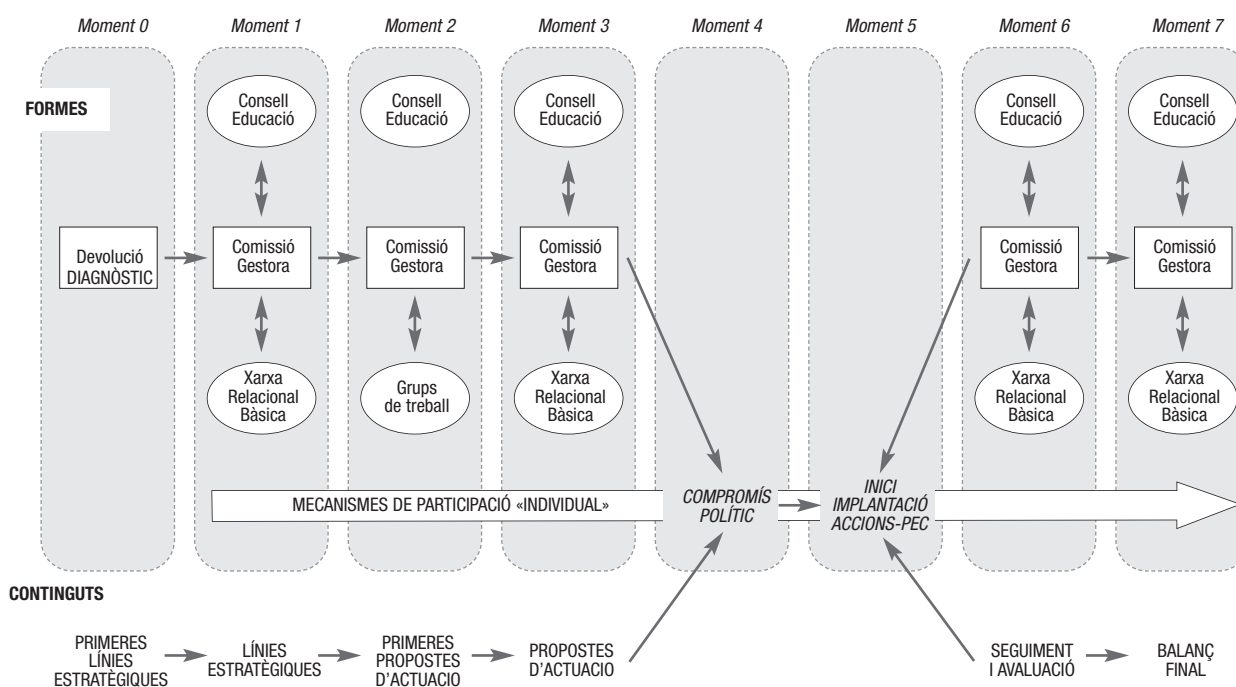 Moment 0
Moment 1
Moment 2
Moment 3
Moment 4
Moment 5
Moment 6
Moment 7
FORMES
Consell
Educació
Consell
Educació
Consell
Educació
Consell
Educació
Consell
Educació
Devolució
DIAGNÒSTIC
Comissió
Gestora
Comissió
Gestora
Comissió
Gestora
Comissió
Gestora
Comissió
Gestora
Xarxa
Relacional
Bàsica
Grups
de treball
Xarxa
Relacional
Bàsica
Xarxa
Relacional
Bàsica
Xarxa
Relacional
Bàsica
MECANISMES DE PARTICIPACIÓ «INDIVIDUAL»
COMPROMÍS
POLÍTIC
INICI
IMPLANTACIÓ
ACCIONS-PEC
CONTINGUTS
PRIMERES
LÍNIES
ESTRATÈGIQUES
LÍNIES
ESTRATÈGIQUES
PRIMERES
PROPOSTES
D'ACTUACIO
PROPOSTES
D'ACTUACIO
SEGUIMENT
I AVALUACIÓ
BALANÇ
FINAL